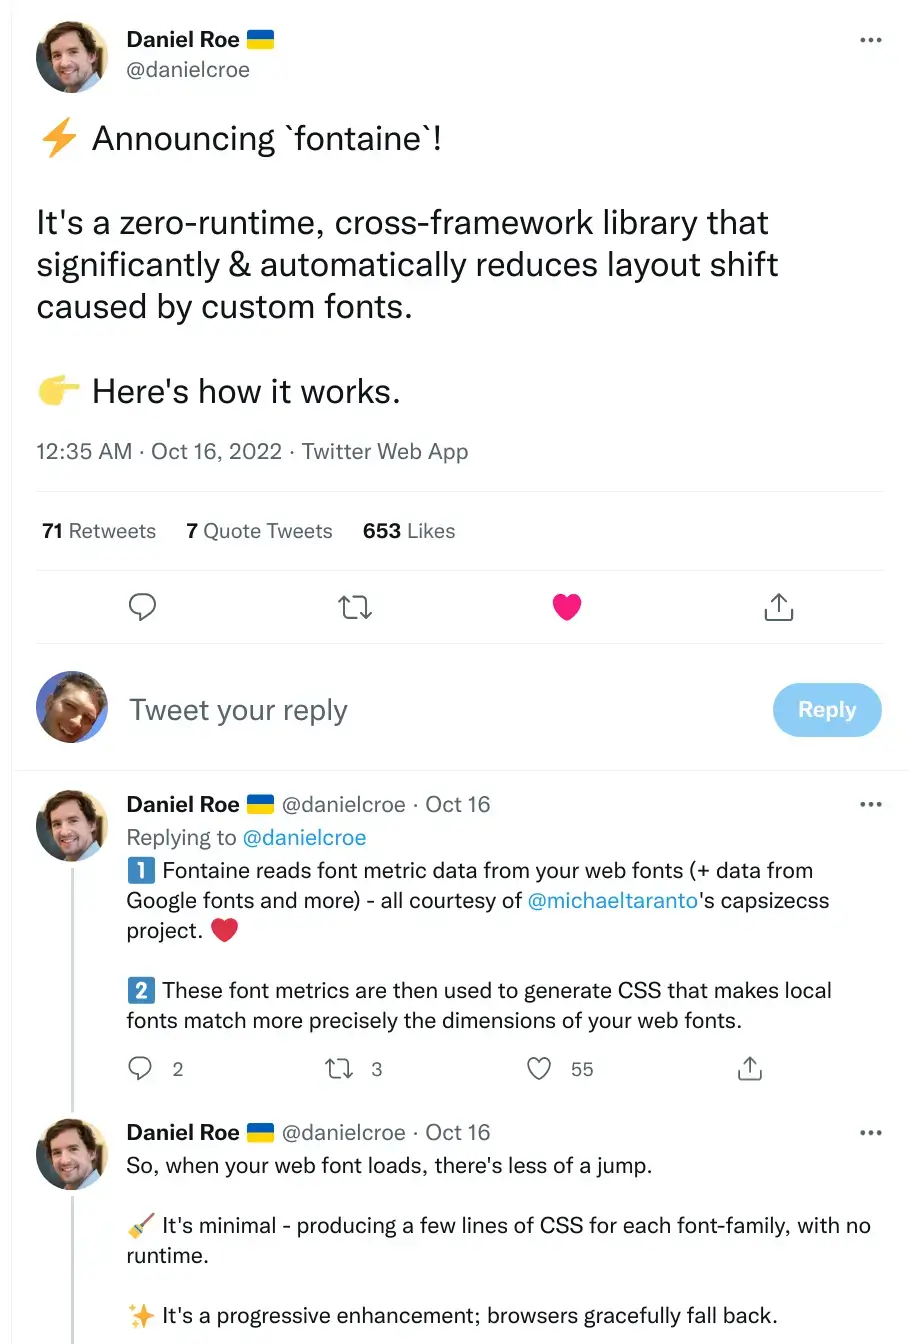 Daniel Roe 🇺🇦
@danielcroe
⚡ Announcing `fontaine`!
It's a zero-runtime, cross-framework library that
significantly & automatically reduces layout shift
caused by custom fonts.
👉 Here's how it works.
12:35 AM · Oct 16, 2022 · Twitter Web App
71 Retweets 7 Quote Tweets 653 Likes
Tweet your reply
Reply
Daniel Roe 🇺🇦 @danielcroe · Oct 16
Replying to @danielcroe
1️⃣ Fontaine reads font metric data from your web fonts (+ data from
Google fonts and more) - all courtesy of @michaeltaranto's capsizecss
project. ❤️
2️⃣ These font metrics are then used to generate CSS that makes local
fonts match more precisely the dimensions of your web fonts.
2 3 55
Daniel Roe 🇺🇦 @danielcroe · Oct 16
So, when your web font loads, there's less of a jump.
🧹 It's minimal - producing a few lines of CSS for each font-family, with no
runtime.
✨ It's a progressive enhancement; browsers gracefully fall back.